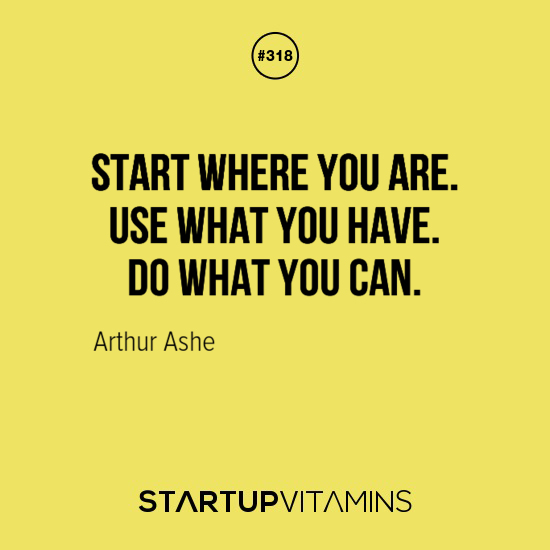 #318
START WHERE YOU ARE.
USE WHAT YOU HAVE.
DO WHAT YOU CAN.
Arthur Ashe
STARTUPVITAMINS